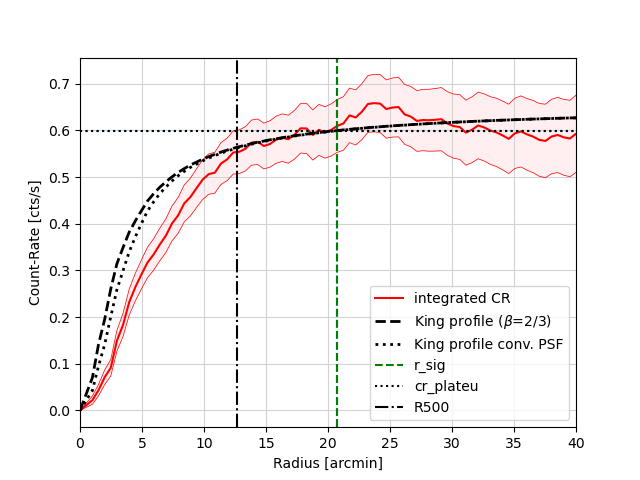 0.7
0.6
0.5
0.4
0.3
0.2
0.1
0.0
Count-Rate [cts/s]
integrated CR
King profile (β=2/3)
King profile conv. PSF
r_sig
cr_plateu
R500
0 5 10 15 20 25 30 35 40
Radius [arcmin]